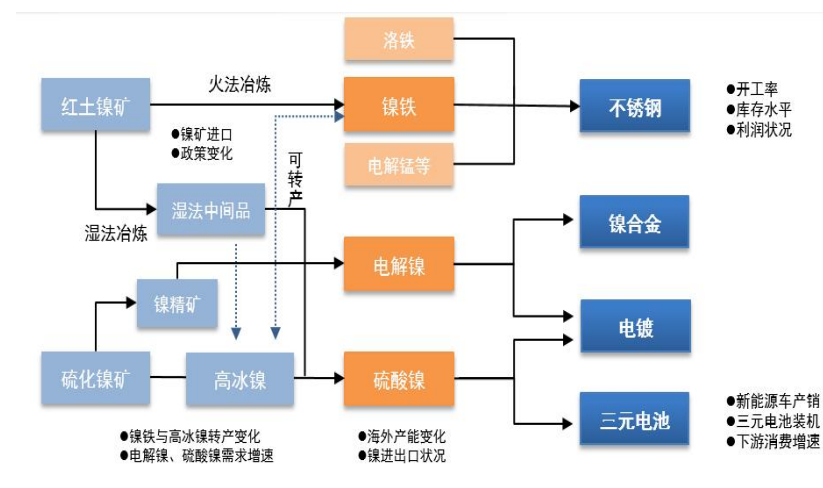 洛铁
红土镍矿
火法冶炼
镍铁
不锈钢
●开工率
●库存水平
●利润状况
●镍矿进口
●政策变化
可转产
电解锰等
湿法中间品
湿法冶炼
镍合金
电解镍
镍精矿
电镀
硫化镍矿
高冰镍
硫酸镍
三元电池
●新能源车产销
●三元电池装机
●下游消费增速
●镍铁与高冰镍转产变化
●电解镍、硫酸镍需求增速
●海外产能变化
●镍进出口状况